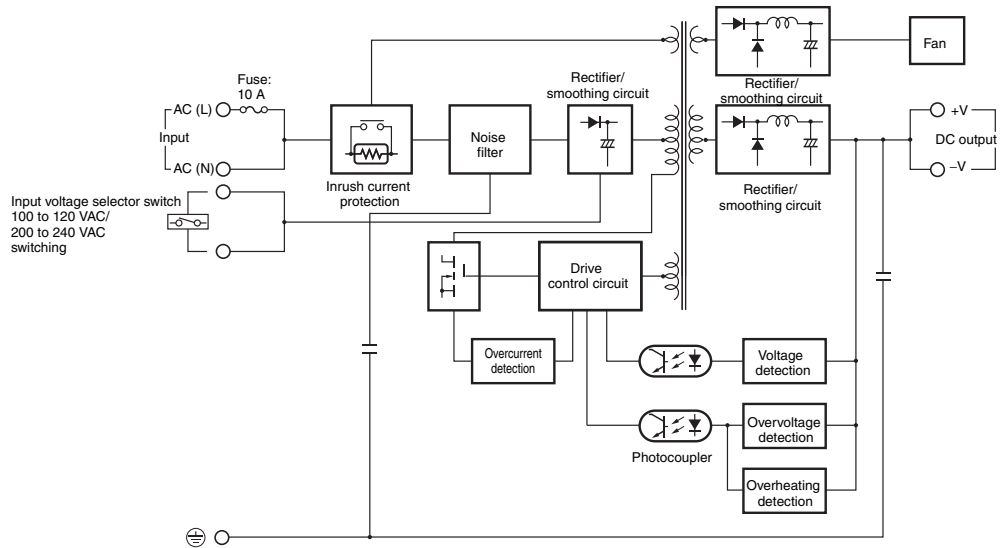 Fuse:
10 A
AC (L)
Input
AC (N)
Input voltage selector switch
100 to 120 VAC/
200 to 240 VAC
switching
Inrush current
protection
Noise
filter
Rectifier/
smoothing circuit
Rectifier/
smoothing circuit
Fan
Rectifier/
smoothing circuit
+V
DC output
–V
Drive
control circuit
Overcurrent
detection
Voltage
detection
Overvoltage
detection
Photocoupler
Overheating
detection